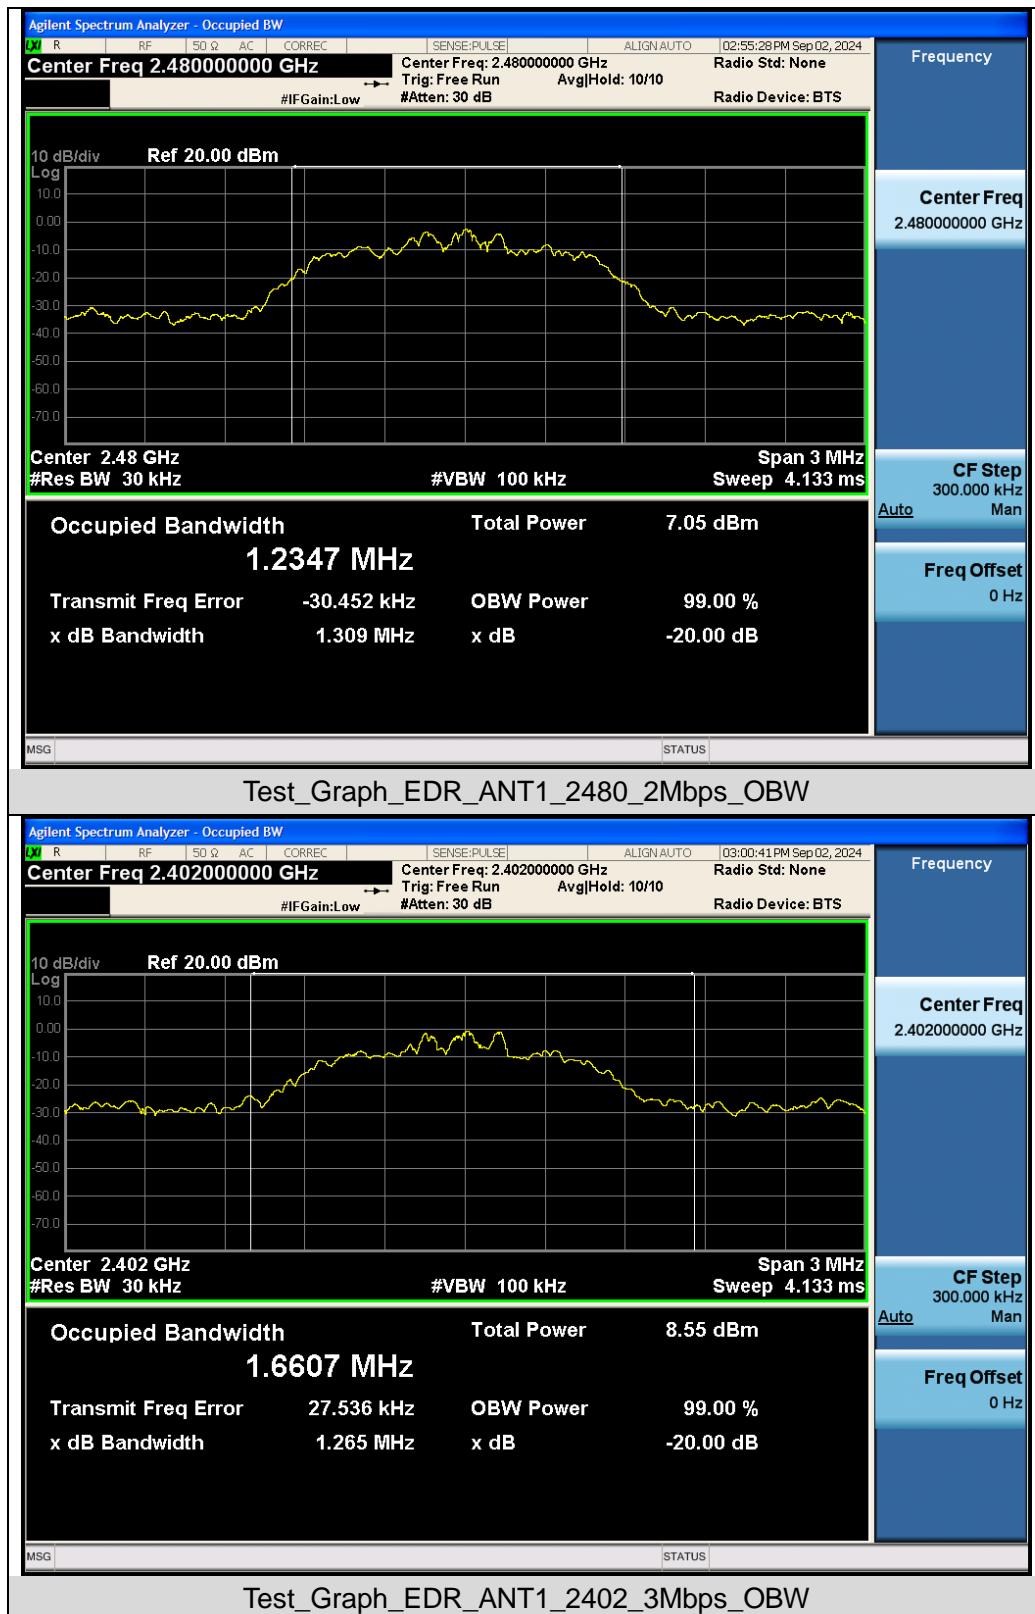 Agilent Spectrum Analyzer - Occupied BW
LXI R RF 50 Ω AC CORREC SENSE:PULSE ALIGN AUTO 02:55:28 PM Sep 02, 2024
Center Freq 2.480000000 GHz
Center Freq: 2.480000000 GHz
Radio Std: None
Trig: Free Run Avg|Hold: 10/10
#IFGain:Low
#Atten: 30 dB
Radio Device: BTS
Frequency
10 dB/div Ref 20.00 dBm
Log
10.0
0.00
-10.0
-20.0
-30.0
-40.0
-50.0
-60.0
-70.0
Center Freq
2.480000000 GHz
Center 2.48 GHz Span 3 MHz
#Res BW 30 kHz #VBW 100 kHz Sweep 4.133 ms
CF Step
300.000 kHz
Auto Man
Occupied Bandwidth Total Power 7.05 dBm
1.2347 MHz
Transmit Freq Error -30.452 kHz OBW Power 99.00 %
x dB Bandwidth 1.309 MHz x dB -20.00 dB
Freq Offset
0 Hz
MSG STATUS
Test_Graph_EDR_ANT1_2480_2Mbps_OBW
Agilent Spectrum Analyzer - Occupied BW
LXI R RF 50 Ω AC CORREC SENSE:PULSE ALIGN AUTO 03:00:41 PM Sep 02, 2024
Center Freq 2.402000000 GHz
Center Freq: 2.402000000 GHz
Radio Std: None
Trig: Free Run Avg|Hold: 10/10
#IFGain:Low
#Atten: 30 dB
Radio Device: BTS
Frequency
10 dB/div Ref 20.00 dBm
Log
10.0
0.00
-10.0
-20.0
-30.0
-40.0
-50.0
-60.0
-70.0
Center Freq
2.402000000 GHz
Center 2.402 GHz Span 3 MHz
#Res BW 30 kHz #VBW 100 kHz Sweep 4.133 ms
CF Step
300.000 kHz
Auto Man
Occupied Bandwidth Total Power 8.55 dBm
1.6607 MHz
Transmit Freq Error 27.536 kHz OBW Power 99.00 %
x dB Bandwidth 1.265 MHz x dB -20.00 dB
Freq Offset
0 Hz
MSG STATUS
Test_Graph_EDR_ANT1_2402_3Mbps_OBW